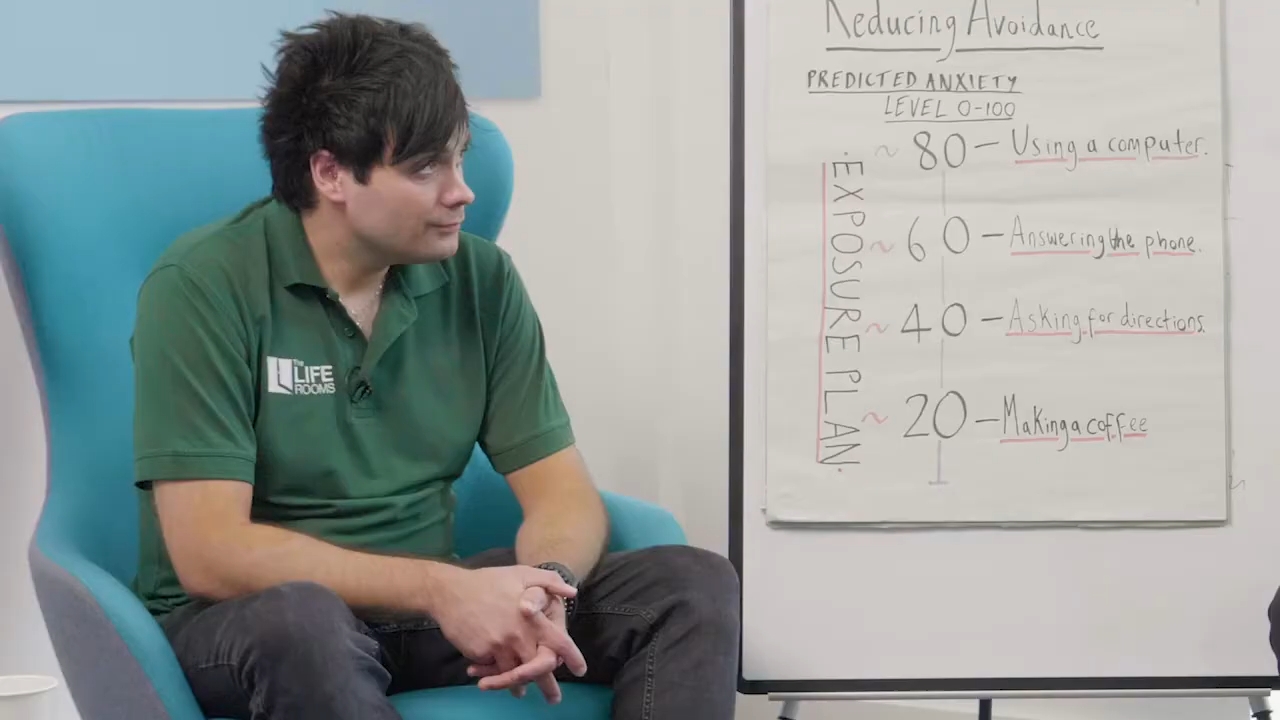 Reducing Avoidance
PREDICTED ANXIETY
LEVEL 0-100
~ 80 - Using a computer.
~ 60 - Answering the phone.
~ 40 - Asking for directions.
~ 20 - Making a coffee
·EXPOSURE PLAN·
The
LIFE
ROOMS